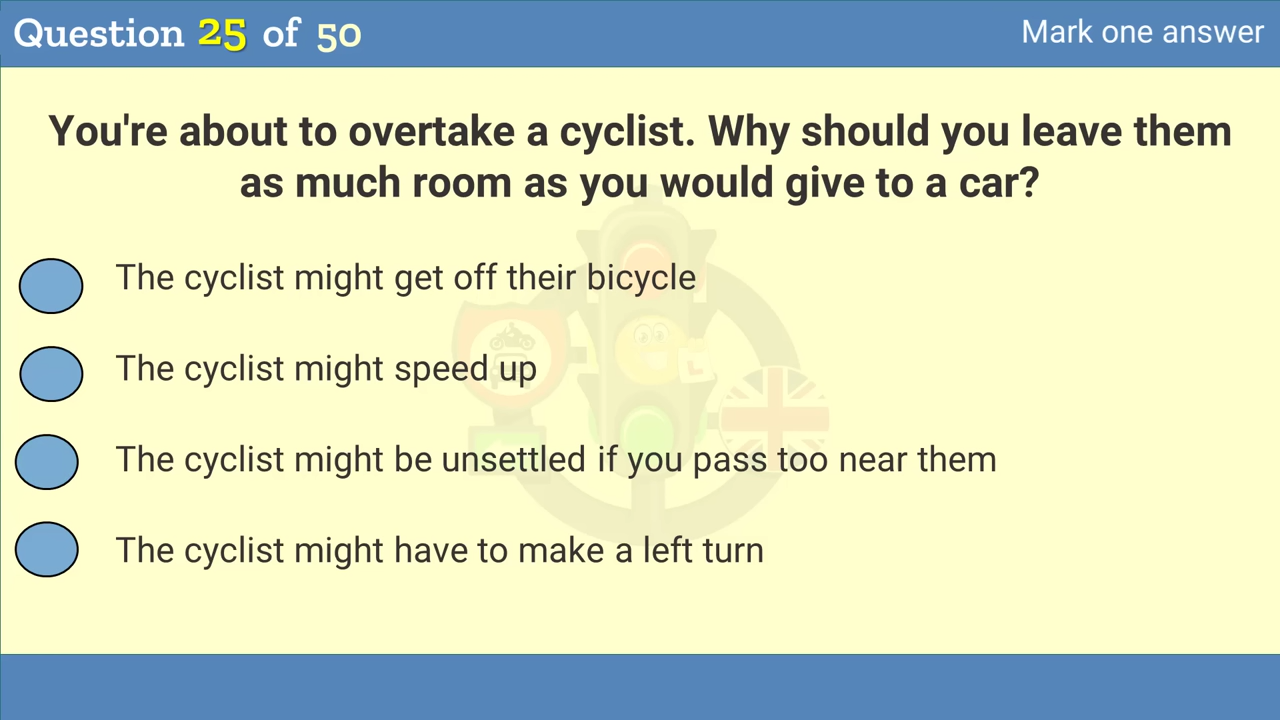 Question 25 of 50
Mark one answer
You're about to overtake a cyclist. Why should you leave them
as much room as you would give to a car?
The cyclist might get off their bicycle
The cyclist might speed up
The cyclist might be unsettled if you pass too near them
The cyclist might have to make a left turn